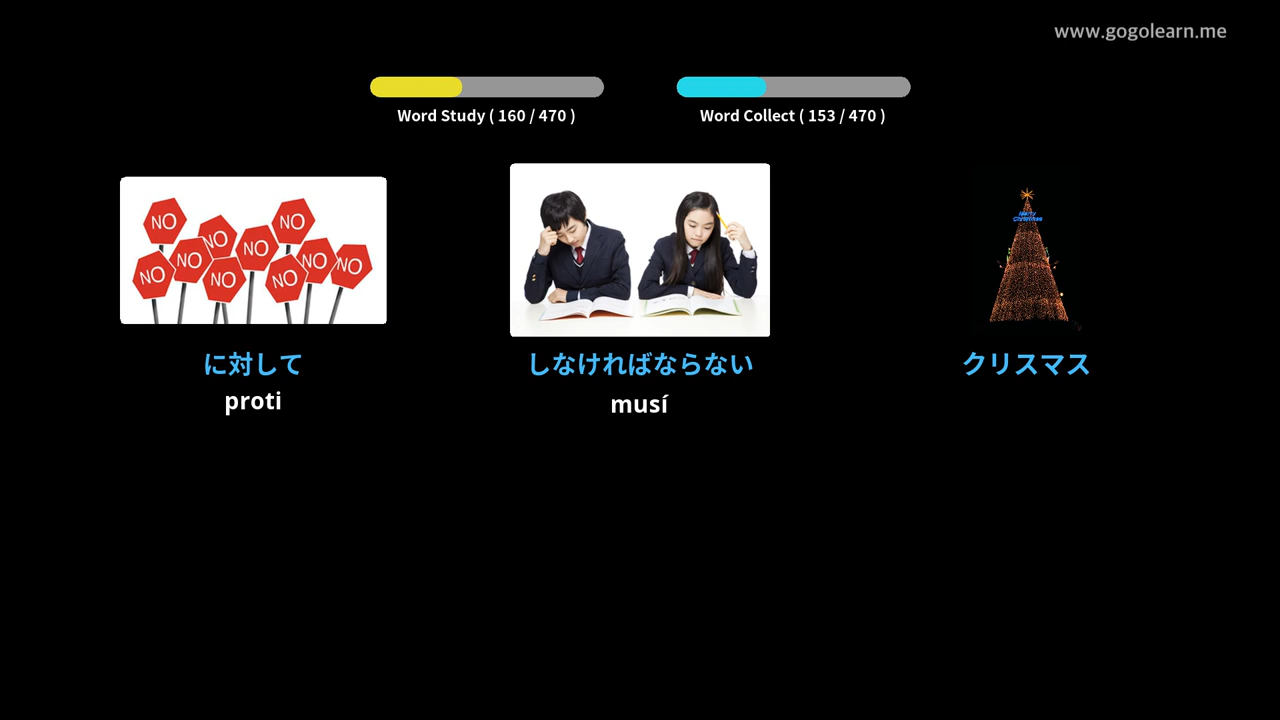 www.gogolearn.me
Word Study ( 160 / 470 )
Word Collect ( 153 / 470 )
NO
NO
NO
NO
NO
NO
NO
NO
NO
Merry
Christmas
に対して
しなければならない
クリスマス
proti
musí